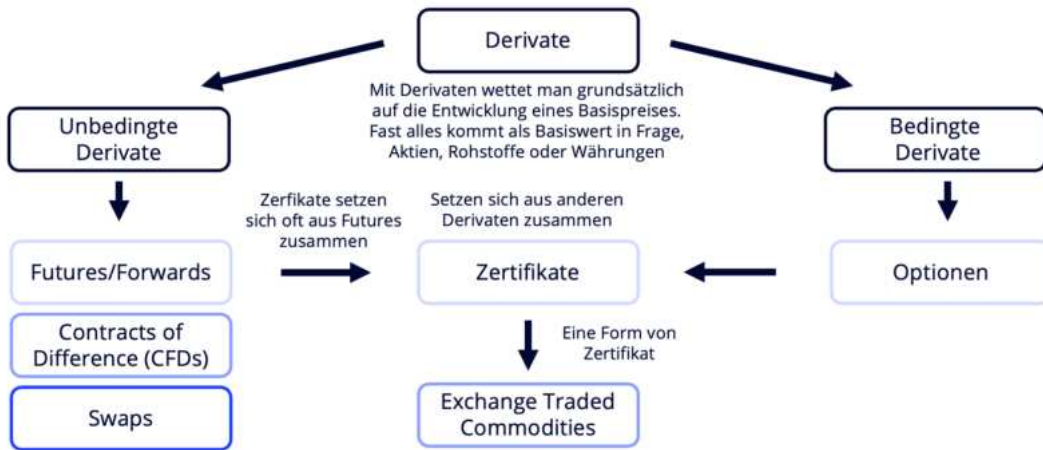 Derivate
Mit Derivaten wettet man grundsätzlich
auf die Entwicklung eines Basispreises.
Fast alles kommt als Basiswert in Frage,
Aktien, Rohstoffe oder Währungen
Unbedingte
Derivate
Bedingte
Derivate
Zerfikate setzen
sich oft aus Futures
zusammen
Setzen sich aus anderen
Derivaten zusammen
Futures/Forwards
Zertifikate
Optionen
Contracts of
Difference (CFDs)
Eine Form von
Zertifikat
Swaps
Exchange Traded
Commodities